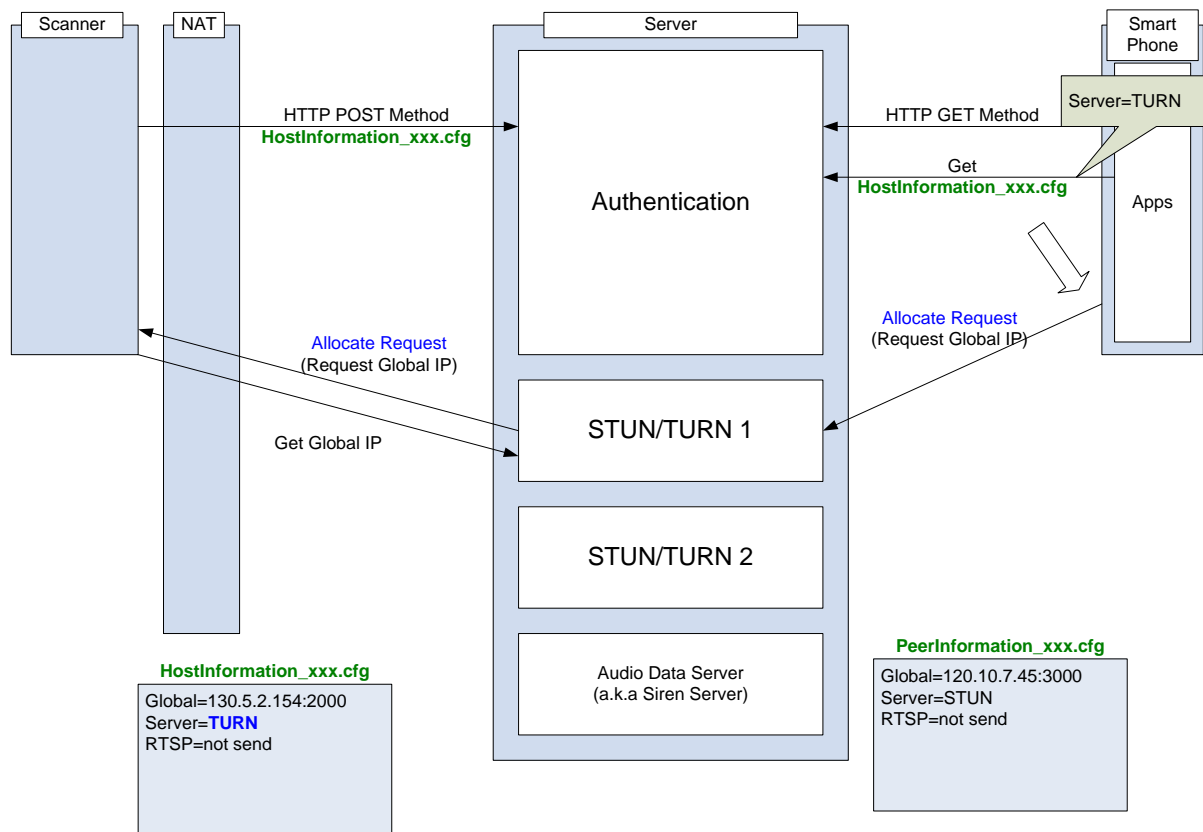 Scanner
NAT
Server
Smart
Phone
Server=TURN
HTTP POST Method
HostInformation_xxx.cfg
HTTP GET Method
Get
HostInformation_xxx.cfg
Authentication
Apps
Allocate Request
(Request Global IP)
Allocate Request
(Request Global IP)
Get Global IP
STUN/TURN 1
STUN/TURN 2
Audio Data Server
(a.k.a Siren Server)
HostInformation_xxx.cfg
Global=130.5.2.154:2000
Server=TURN
RTSP=not send
PeerInformation_xxx.cfg
Global=120.10.7.45:3000
Server=STUN
RTSP=not send